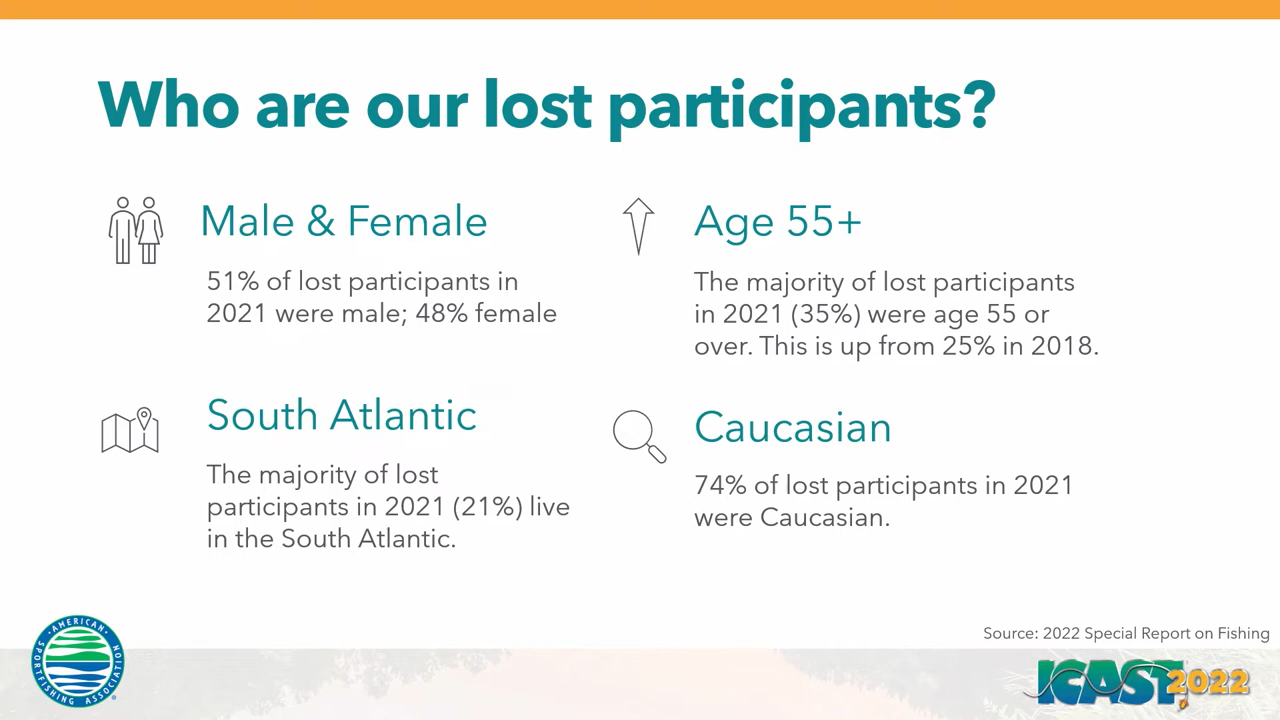 Who are our lost participants?
Male & Female
51% of lost participants in
2021 were male; 48% female
Age 55+
The majority of lost participants
in 2021 (35%) were age 55 or
over. This is up from 25% in 2018.
South Atlantic
The majority of lost
participants in 2021 (21%) live
in the South Atlantic.
Caucasian
74% of lost participants in 2021
were Caucasian.
Source: 2022 Special Report on Fishing
·AMERICAN·
SPORTFISHING ASSOCIATION
ICAST 2022